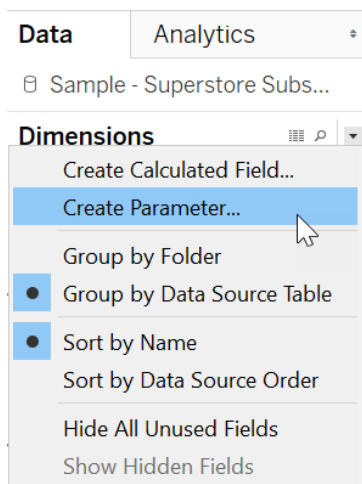 Data Analytics
Sample - Superstore Subs...
Dimensions
Create Calculated Field...
Create Parameter...
Group by Folder
Group by Data Source Table
Sort by Name
Sort by Data Source Order
Hide All Unused Fields
Show Hidden Fields